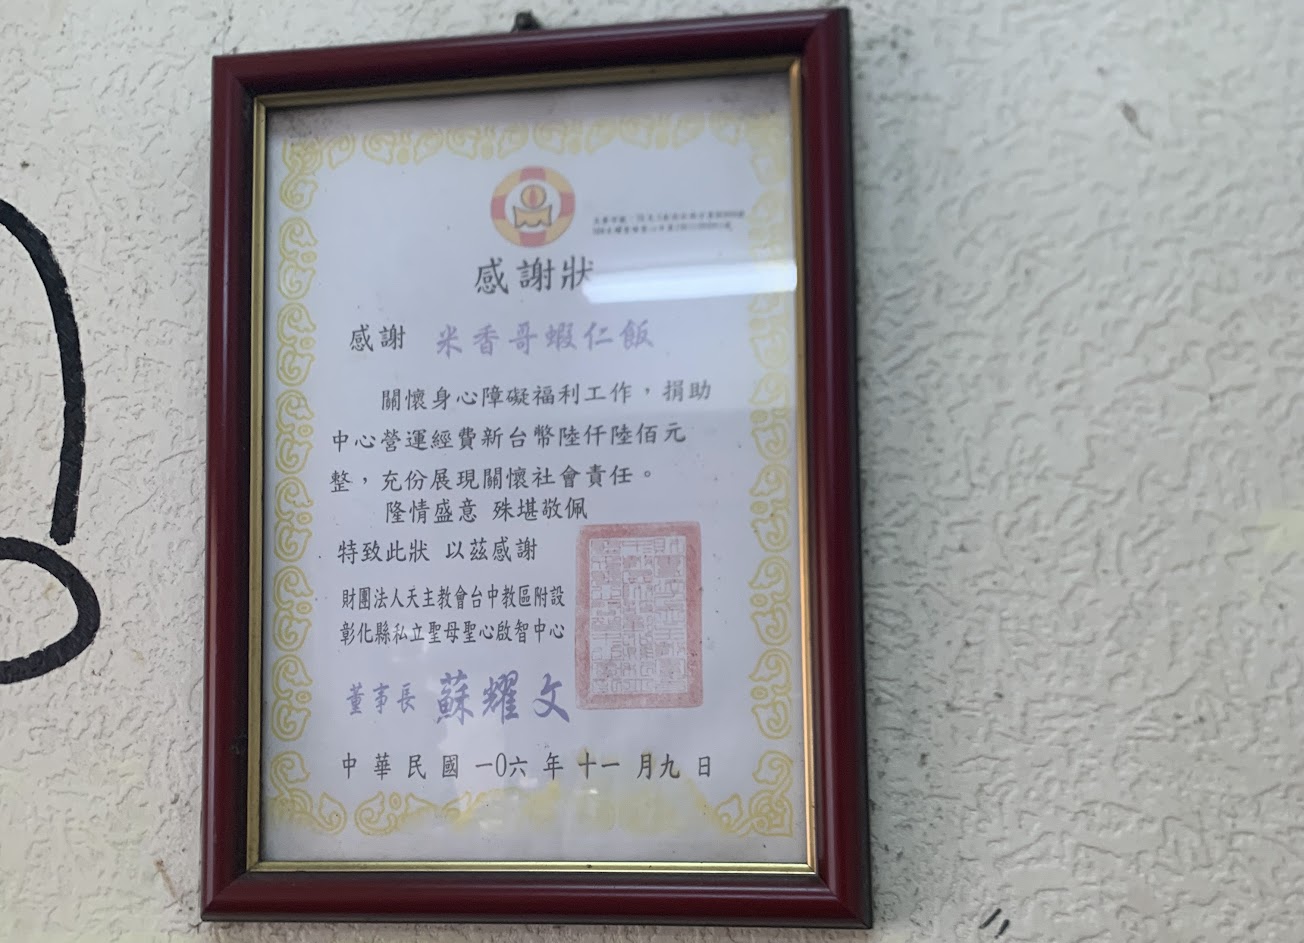 感謝狀
感謝 米香哥蝦仁飯
關懷身心障礙福利工作，捐助
中心營運經費新台幣陸仟陸佰元
整，充份展現關懷社會責任。
隆情盛意 殊堪敬佩
特致此狀 以茲感謝
財團法人天主教會台中教區附設
彰化縣私立聖母聖心啟智中心
董事長 蘇耀文
中華民國一0六年十一月九日